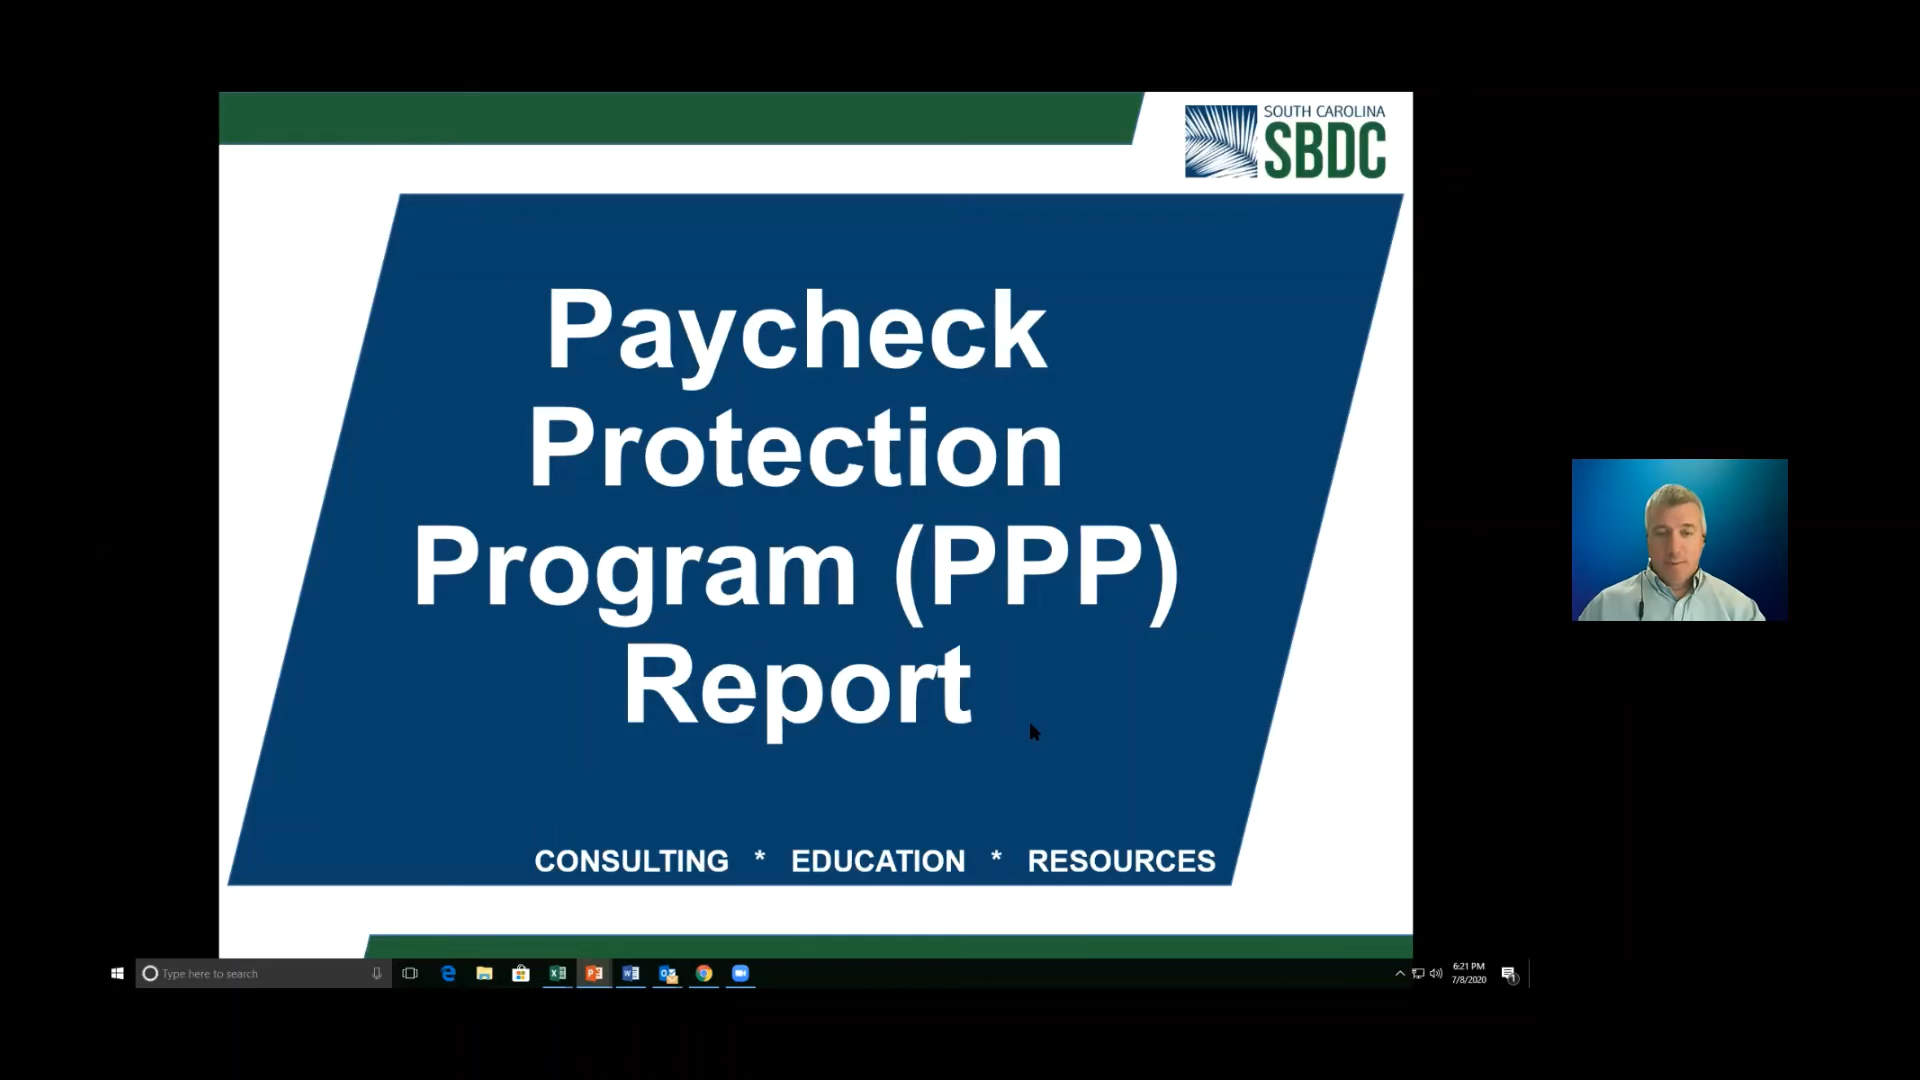 SOUTH CAROLINA
SBDC
Paycheck
Protection
Program (PPP)
Report
CONSULTING * EDUCATION * RESOURCES
Type here to search
6:21 PM
7/8/2020